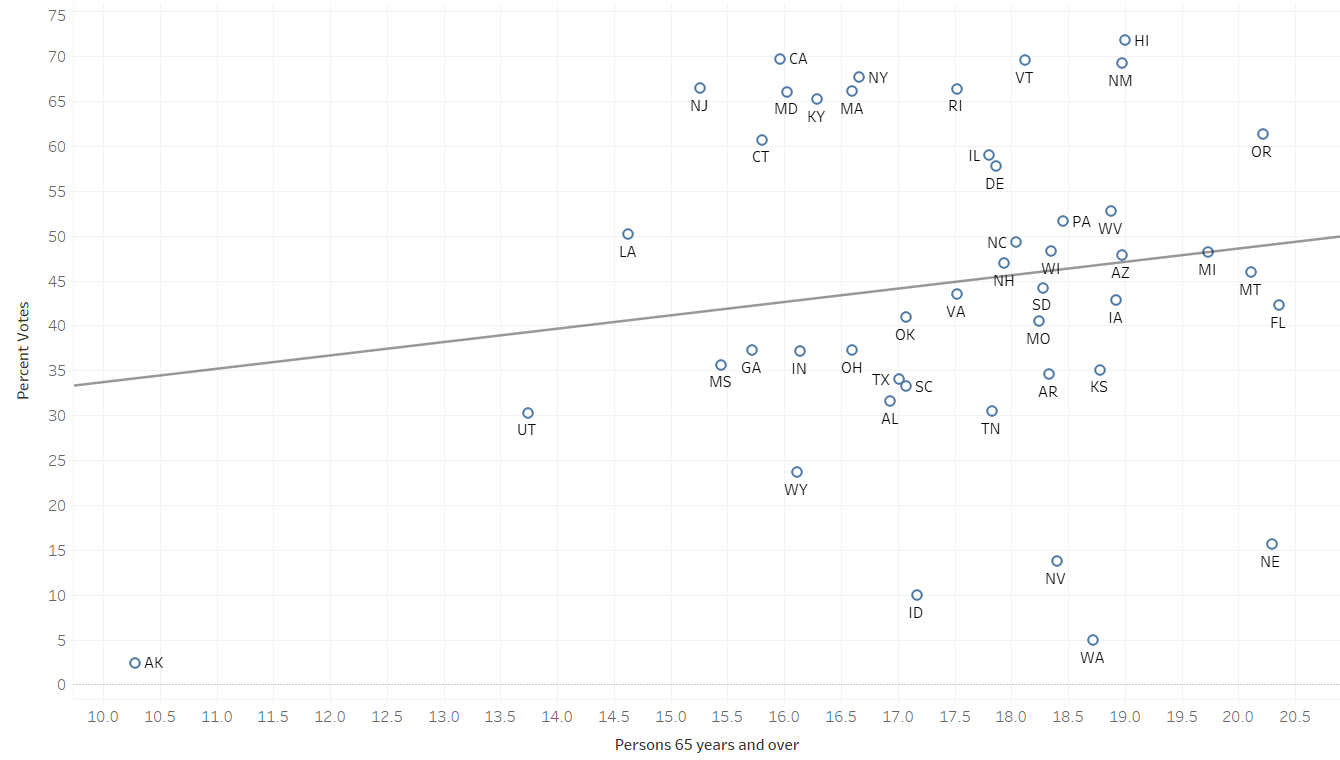 75
70
65
60
55
50
45
40
35
30
25
20
15
10
5
0
Percent Votes
HI
CA
VT
NM
NY
NJ
MD
KY
MA
RI
CT
OR
IL
DE
LA
PA
WV
NC
WI
NH
AZ
MI
MT
VA
SD
IA
FL
OK
MO
MS
GA
IN
OH
TX
SC
AR
KS
AL
UT
TN
WY
NE
NV
ID
WA
AK
10.0 10.5 11.0 11.5 12.0 12.5 13.0 13.5 14.0 14.5 15.0 15.5 16.0 16.5 17.0 17.5 18.0 18.5 19.0 19.5 20.0 20.5
Persons 65 years and over